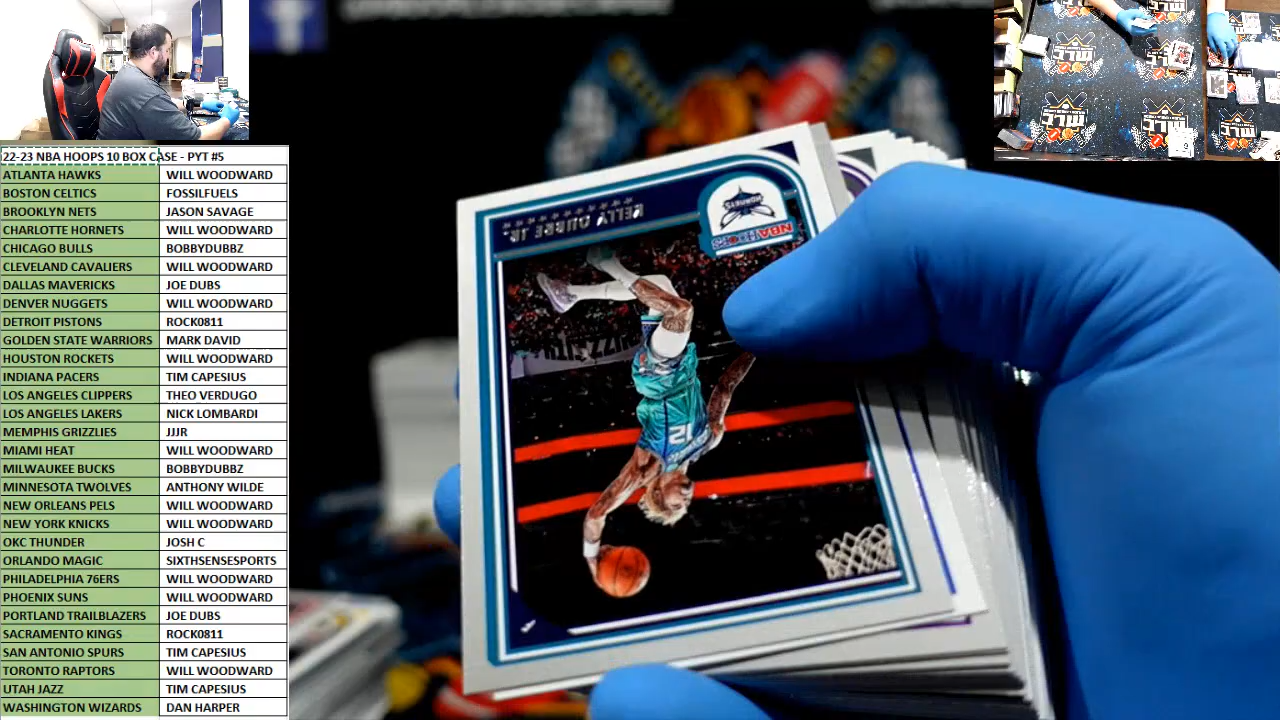 22-23 NBA HOOPS 10 BOX CASE - PYT #5
ATLANTA HAWKS WILL WOODWARD
BOSTON CELTICS FOSSILFUELS
BROOKLYN NETS JASON SAVAGE
CHARLOTTE HORNETS WILL WOODWARD
CHICAGO BULLS BOBBYDUBBZ
CLEVELAND CAVALIERS WILL WOODWARD
DALLAS MAVERICKS JOE DUBS
DENVER NUGGETS WILL WOODWARD
DETROIT PISTONS ROCK0811
GOLDEN STATE WARRIORS MARK DAVID
HOUSTON ROCKETS WILL WOODWARD
INDIANA PACERS TIM CAPESIUS
LOS ANGELES CLIPPERS THEO VERDUGO
LOS ANGELES LAKERS NICK LOMBARDI
MEMPHIS GRIZZLIES JJJR
MIAMI HEAT WILL WOODWARD
MILWAUKEE BUCKS BOBBYDUBBZ
MINNESOTA TWOLVES ANTHONY WILDE
NEW ORLEANS PELS WILL WOODWARD
NEW YORK KNICKS WILL WOODWARD
OKC THUNDER JOSH C
ORLANDO MAGIC SIXTHSENSESPORTS
PHILADELPHIA 76ERS WILL WOODWARD
PHOENIX SUNS WILL WOODWARD
PORTLAND TRAILBLAZERS JOE DUBS
SACRAMENTO KINGS ROCK0811
SAN ANTONIO SPURS TIM CAPESIUS
TORONTO RAPTORS WILL WOODWARD
UTAH JAZZ TIM CAPESIUS
WASHINGTON WIZARDS DAN HARPER
KELLY OUBRE JR.
HORNETS
NBA HOOPS
12